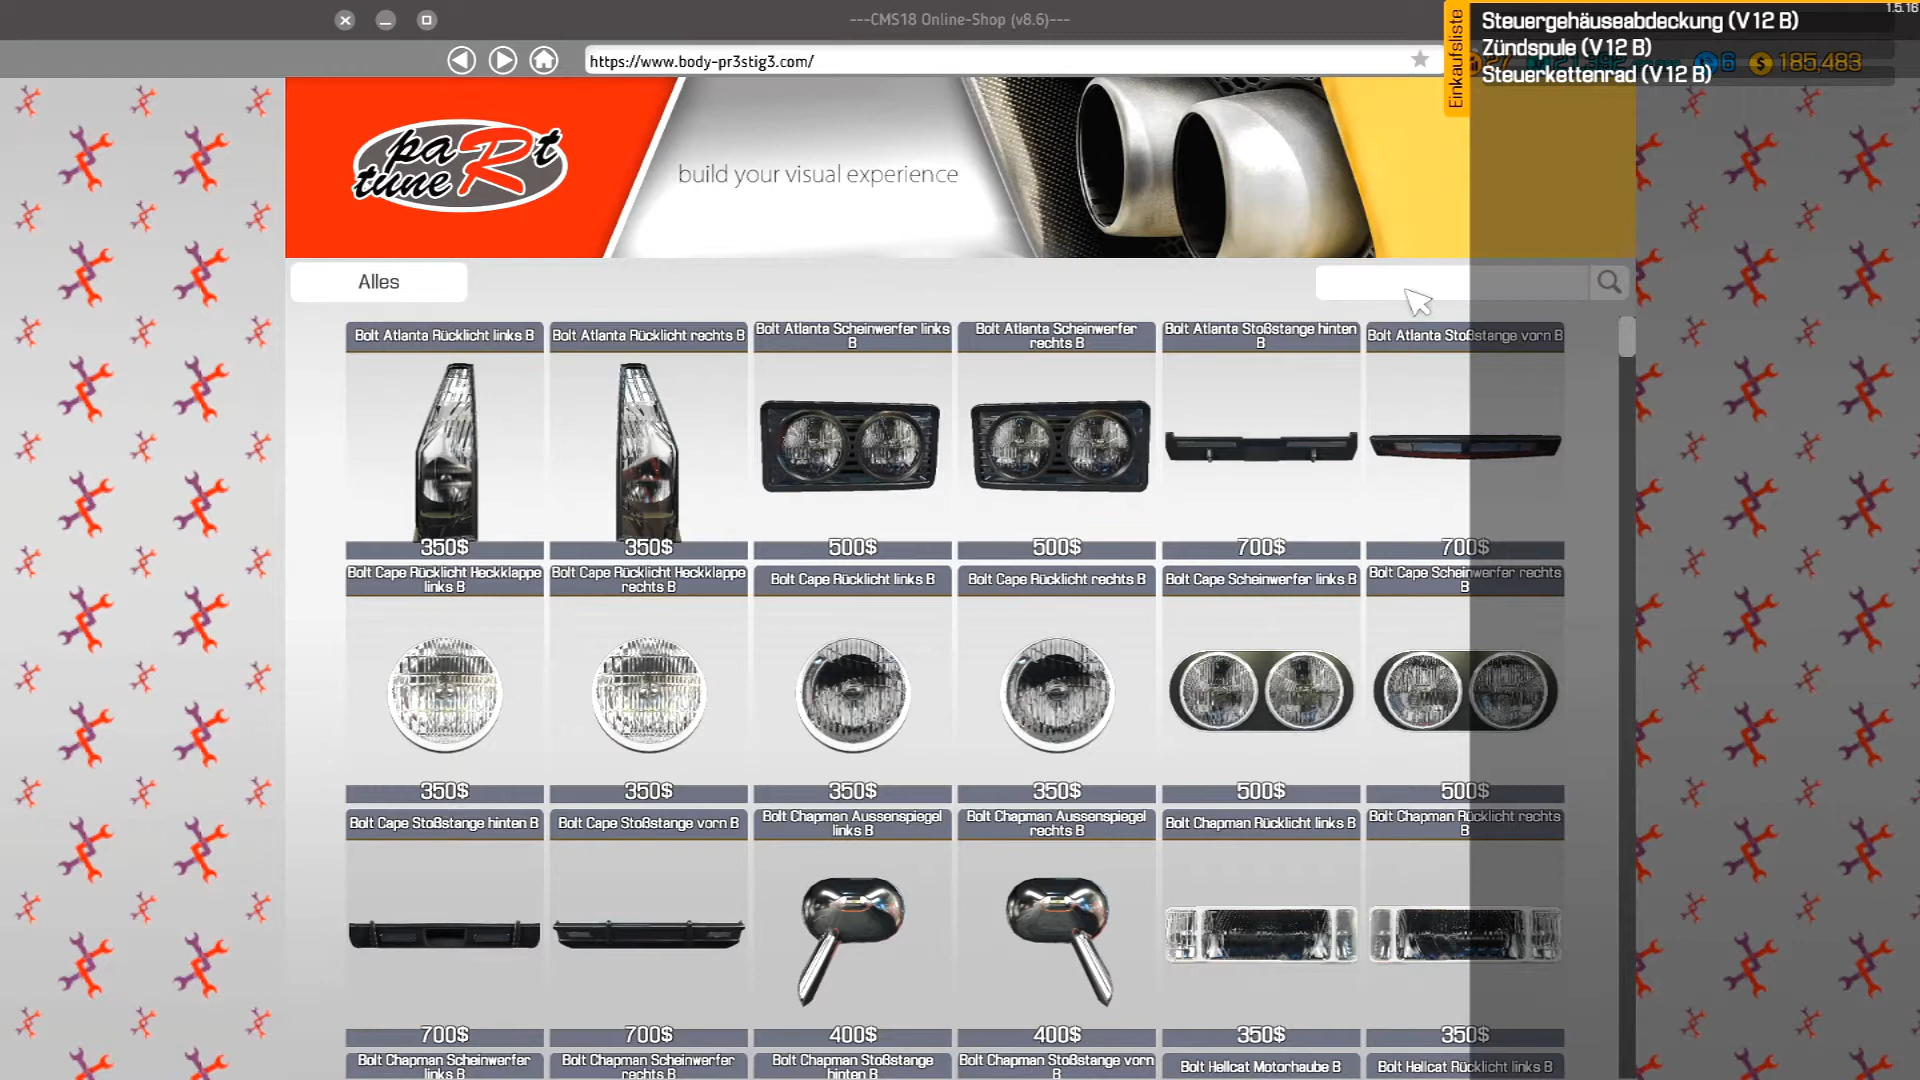 ---CMS18 Online-Shop (v8.6)---
1.5.16
https://www.body-pr3stig3.com/
Einkaufsliste
Steuergehäuseabdeckung (V12 B)
Zündspule (V12 B)
Steuerkettenrad (V12 B)
6
185,483
paRt
tune
build your visual experience
Alles
Bolt Atlanta Rücklicht links B
Bolt Atlanta Rücklicht rechts B
Bolt Atlanta Scheinwerfer links
B
Bolt Atlanta Scheinwerfer
rechts B
Bolt Atlanta Stoßstange hinten
B
Bolt Atlanta Stoßstange vorn B
350$
350$
500$
500$
700$
700$
Bolt Cape Rücklicht Heckklappe
links B
Bolt Cape Rücklicht Heckklappe
rechts B
Bolt Cape Rücklicht links B
Bolt Cape Rücklicht rechts B
Bolt Cape Scheinwerfer links B
Bolt Cape Scheinwerfer rechts
B
350$
350$
350$
350$
500$
500$
Bolt Cape Stoßstange hinten B
Bolt Cape Stoßstange vorn B
Bolt Chapman Aussenspiegel
links B
Bolt Chapman Aussenspiegel
rechts B
Bolt Chapman Rücklicht links B
Bolt Chapman Rücklicht rechts
B
700$
700$
400$
400$
350$
350$
Bolt Chapman Scheinwerfer
links B
Bolt Chapman Scheinwerfer
rechts B
Bolt Chapman Stoßstange
hinten B
Bolt Chapman Stoßstange vorn
B
Bolt Hellcat Motorhaube B
Bolt Hellcat Rücklicht links B